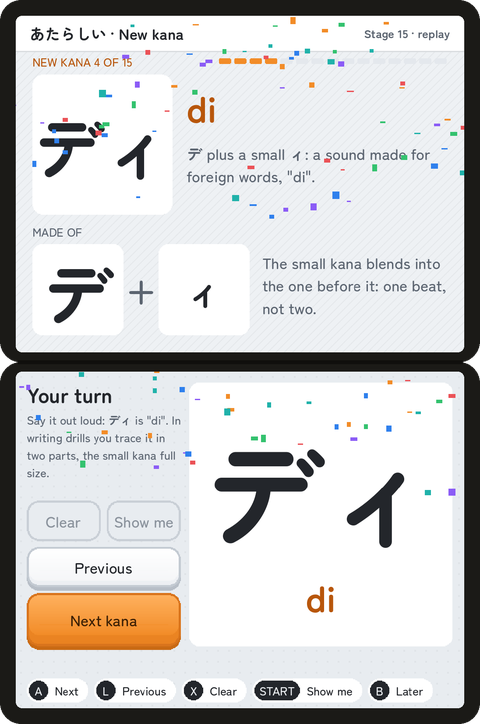 あたらしい · New kana
Stage 15 · replay
NEW KANA 4 OF 15
ディ
di
デ plus a small ィ: a sound made for
foreign words, "di".
MADE OF
デ + ィ
The small kana blends into
the one before it: one beat,
not two.
Your turn
Say it out loud: ディ is "di". In
writing drills you trace it in
two parts, the small kana full
size.
Clear
Show me
Previous
Next kana
ディ
di
A Next
L Previous
X Clear
START Show me
B Later